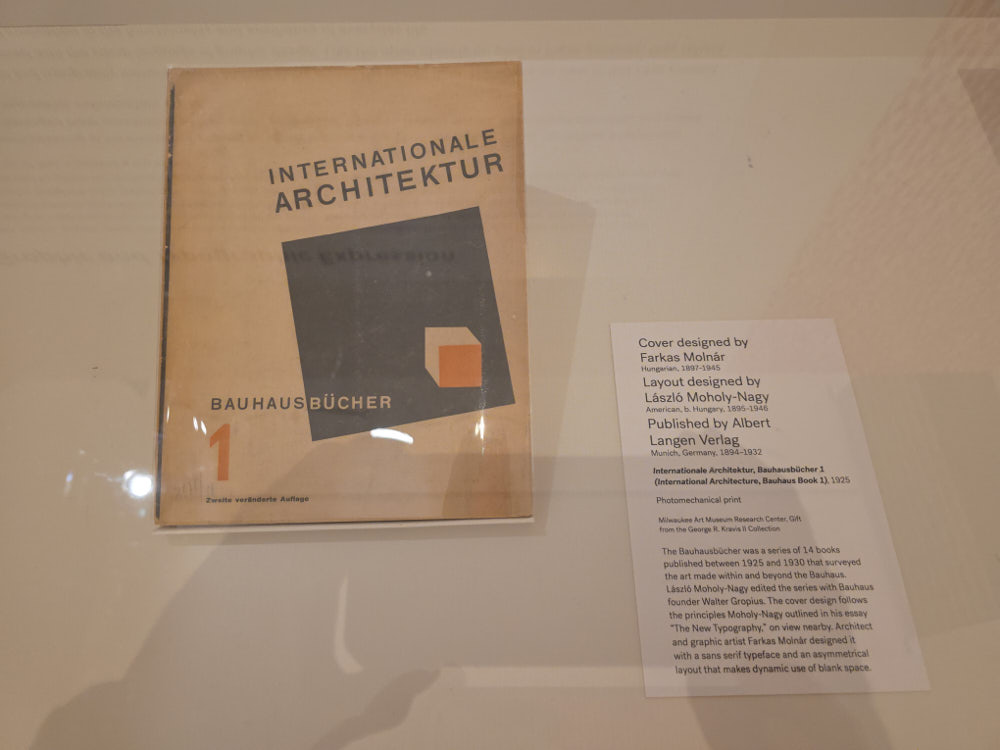 INTERNATIONALE
ARCHITEKTUR
BAUHAUSBÜCHER
1
Zweite veränderte Auflage
Expression
Cover designed by
Farkas Molnár
Hungarian, 1897–1945
Layout designed by
László Moholy-Nagy
American, b. Hungary, 1895–1946
Published by Albert
Langen Verlag
Munich, Germany, 1894–1932
Internationale Architektur, Bauhausbücher 1
(International Architecture, Bauhaus Book 1), 1925
Photomechanical print
Milwaukee Art Museum Research Center, Gift
from the George R. Kravis II Collection
The Bauhausbücher was a series of 14 books
published between 1925 and 1930 that surveyed
the art made within and beyond the Bauhaus.
László Moholy-Nagy edited the series with Bauhaus
founder Walter Gropius. The cover design follows
the principles Moholy-Nagy outlined in his essay
"The New Typography," on view nearby. Architect
and graphic artist Farkas Molnár designed it
with a sans serif typeface and an asymmetrical
layout that makes dynamic use of blank space.